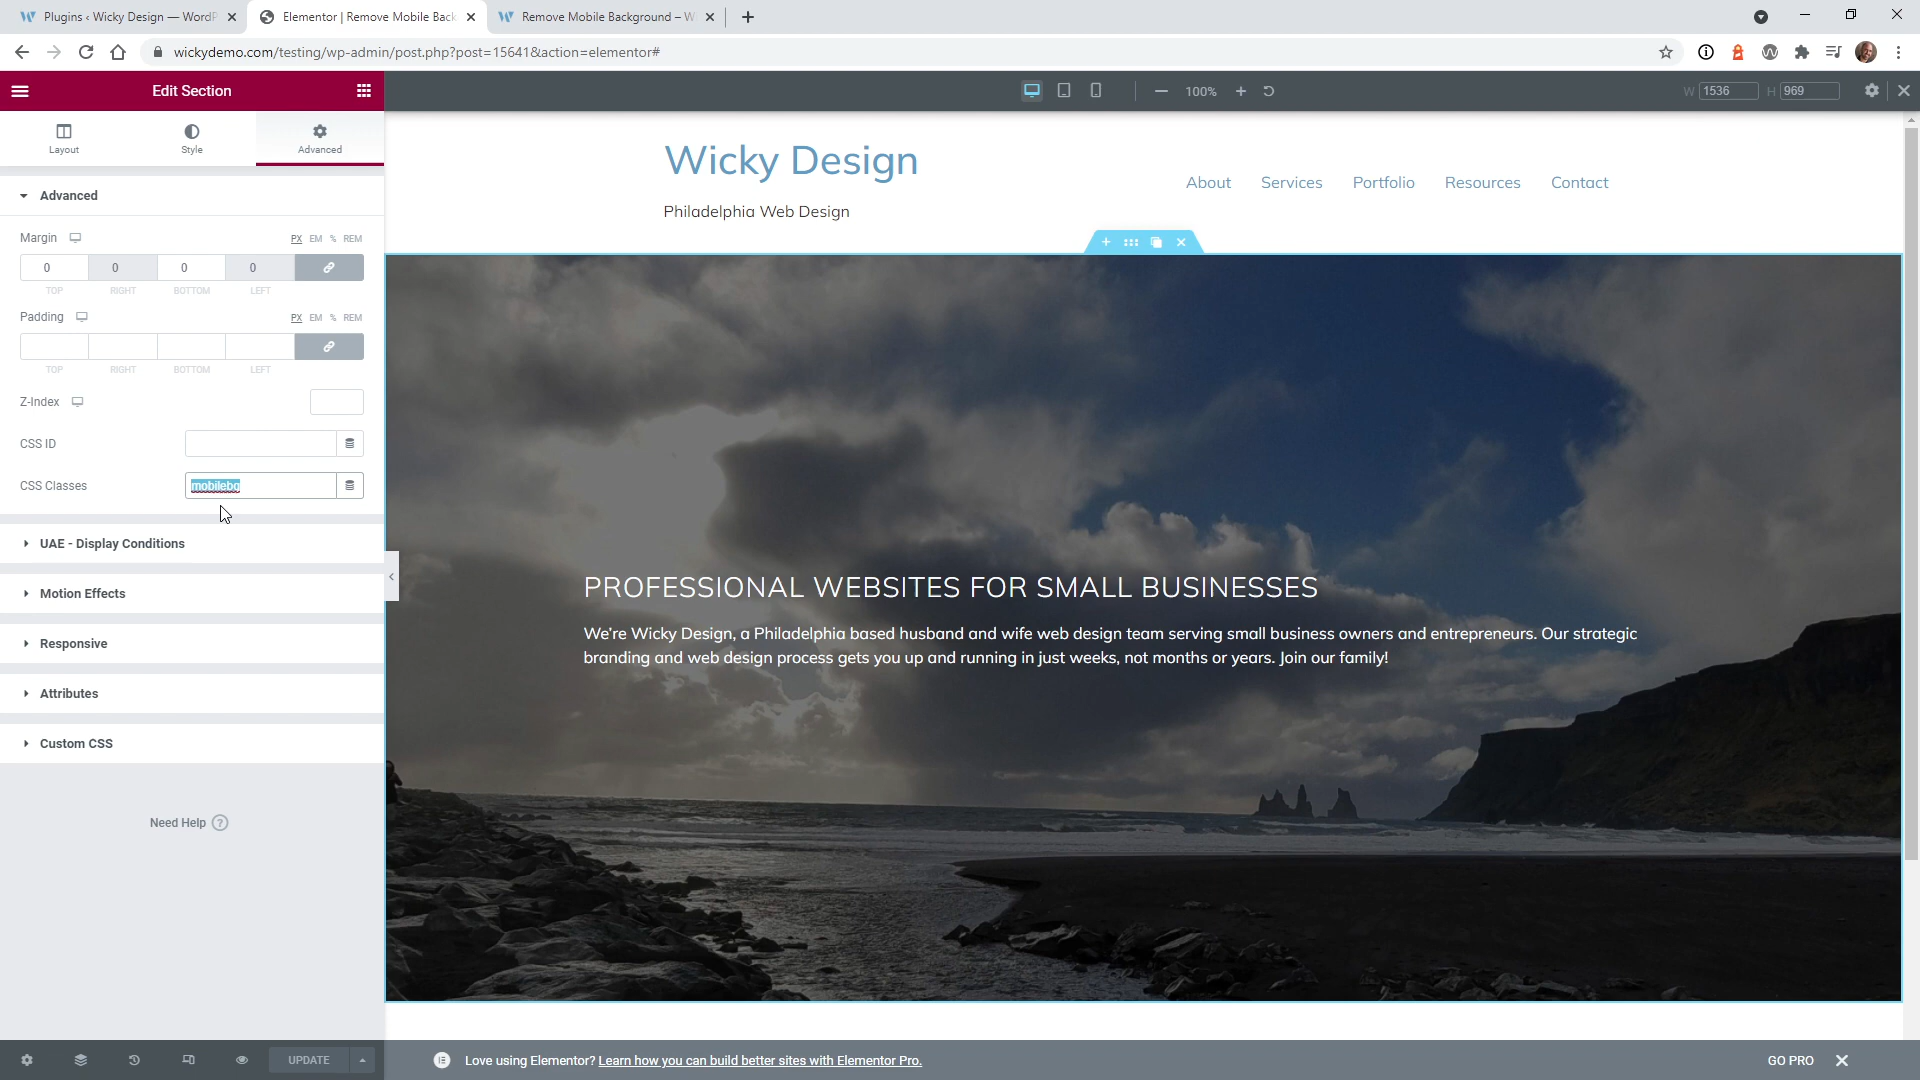 Plugins ‹ Wicky Design — WordP
Elementor | Remove Mobile Back
Remove Mobile Background – W
wickydemo.com/testing/wp-admin/post.php?post=15641&action=elementor#
Edit Section
100%
W 1536 H 969
Layout
Style
Advanced
Advanced
Margin
PX EM % REM
0 0 0 0
TOP RIGHT BOTTOM LEFT
Padding
PX EM % REM
TOP RIGHT BOTTOM LEFT
Z-Index
CSS ID
CSS Classes
mobilebg
UAE - Display Conditions
Motion Effects
Responsive
Attributes
Custom CSS
Need Help ?
UPDATE
Wicky Design
Philadelphia Web Design
About Services Portfolio Resources Contact
PROFESSIONAL WEBSITES FOR SMALL BUSINESSES
We're Wicky Design, a Philadelphia based husband and wife web design team serving small business owners and entrepreneurs. Our strategic
branding and web design process gets you up and running in just weeks, not months or years. Join our family!
Love using Elementor? Learn how you can build better sites with Elementor Pro.
GO PRO